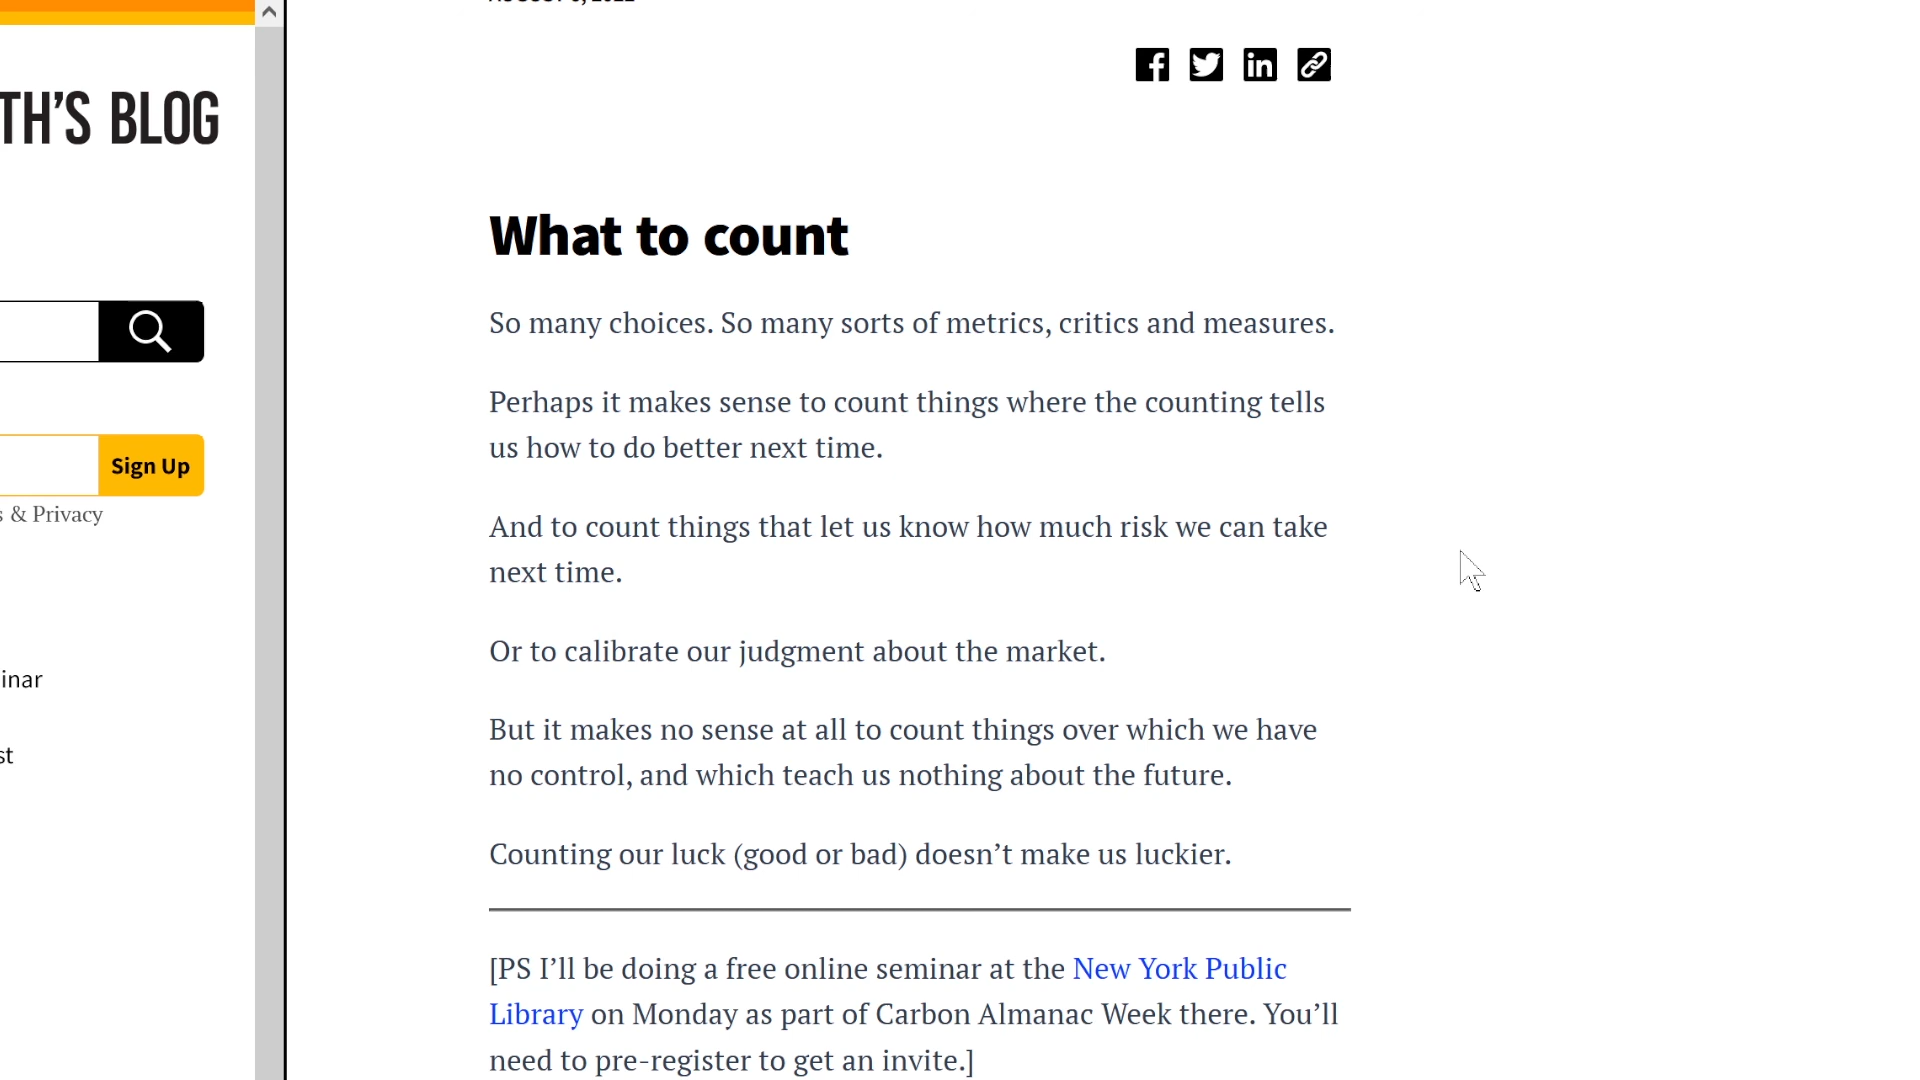 TH'S BLOG
Sign Up
& Privacy
What to count
So many choices. So many sorts of metrics, critics and measures.
Perhaps it makes sense to count things where the counting tells
us how to do better next time.
And to count things that let us know how much risk we can take
next time.
Or to calibrate our judgment about the market.
But it makes no sense at all to count things over which we have
no control, and which teach us nothing about the future.
Counting our luck (good or bad) doesn’t make us luckier.
[PS I’ll be doing a free online seminar at the New York Public
Library on Monday as part of Carbon Almanac Week there. You’ll
need to pre-register to get an invite.]